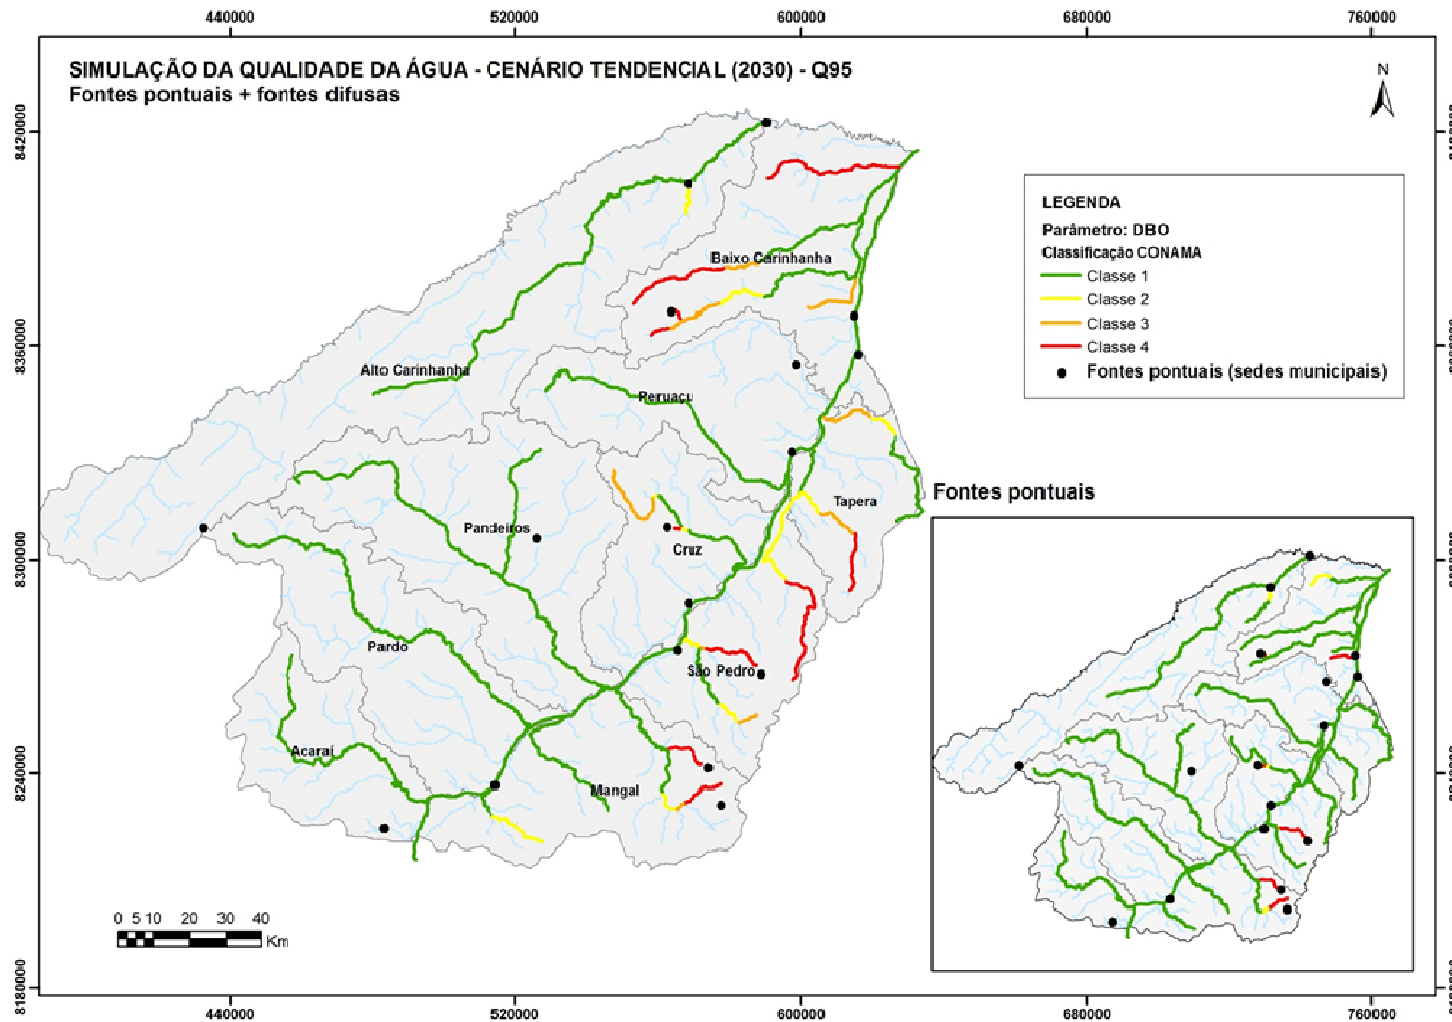 440000
520000
600000
680000
760000
SIMULAÇÃO DA QUALIDADE DA ÁGUA - CENÁRIO TENDENCIAL (2030) - Q95
Fontes pontuais + fontes difusas
N
8420000
8360000
8300000
8240000
8180000
LEGENDA
Parâmetro: DBO
Classificação CONAMA
Classe 1
Classe 2
Classe 3
Classe 4
Fontes pontuais (sedes municipais)
Baixo Carinhanha
Alto Carinhanha
Peruaçu
Tapera
Pandeiros
Cruz
Pardo
São Pedro
Acaraí
Mangal
Fontes pontuais
0 5 10 20 30 40
Km
440000
520000
600000
680000
760000